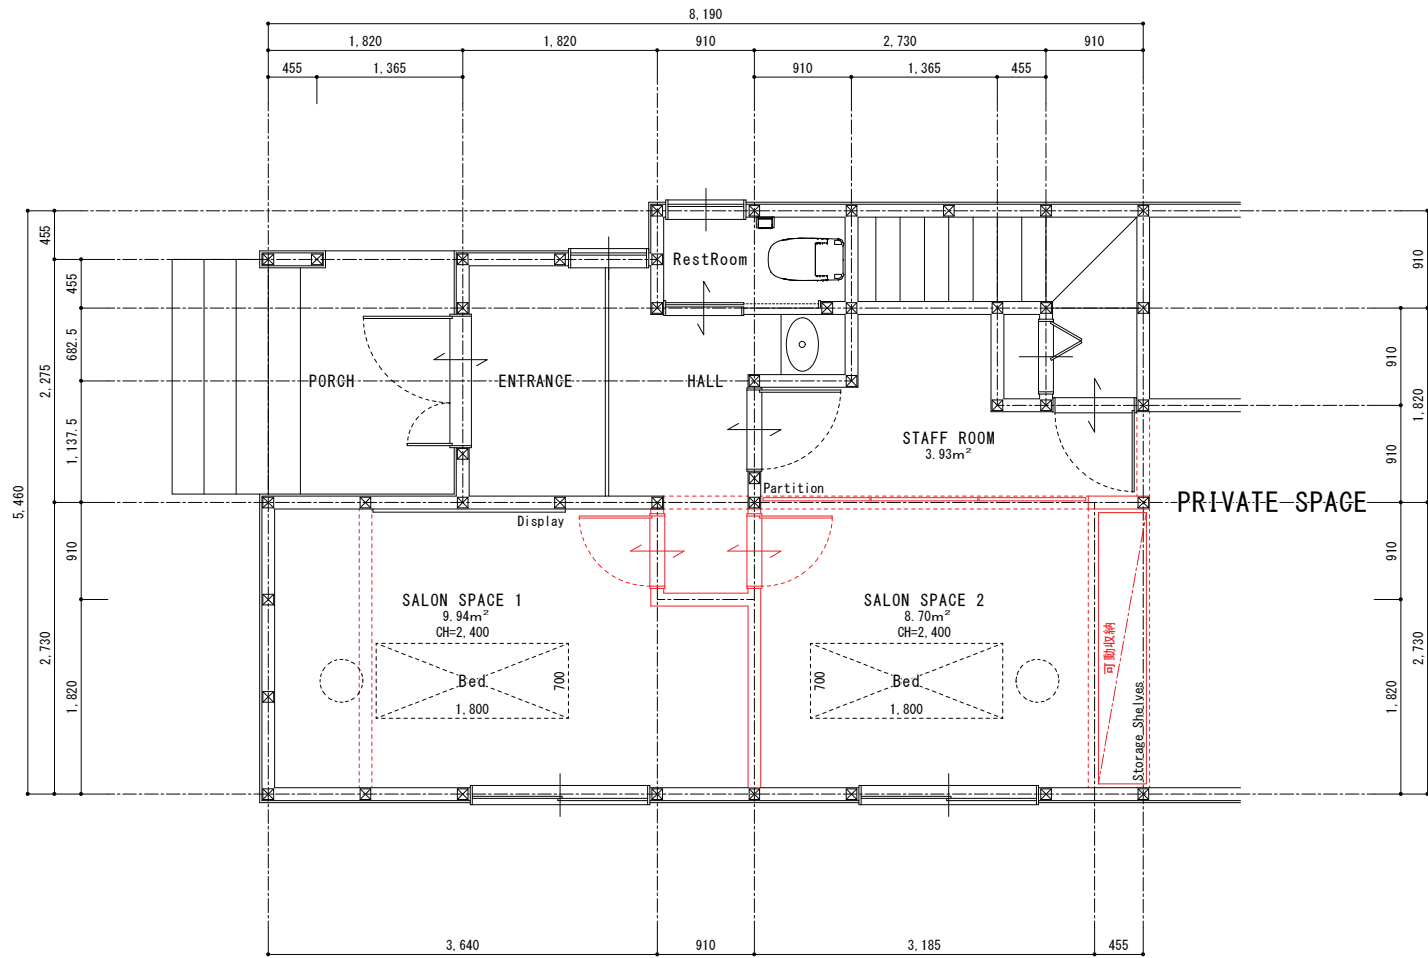 8,190
1,820
1,820
910
2,730
910
455
1,365
910
1,365
455
455
455
682.5
2,275
1,137.5
5,460
910
2,730
1,820
910
910
1,820
910
910
2,730
1,820
RestRoom
PORCH
ENTRANCE
HALL
STAFF ROOM
3.93m²
Partition
PRIVATE SPACE
Display
SALON SPACE 1
9.94m²
CH=2,400
Bed
700
1,800
SALON SPACE 2
8.70m²
CH=2,400
700
Bed
1,800
可動収納
Storage Shelves
3,640
910
3,185
455